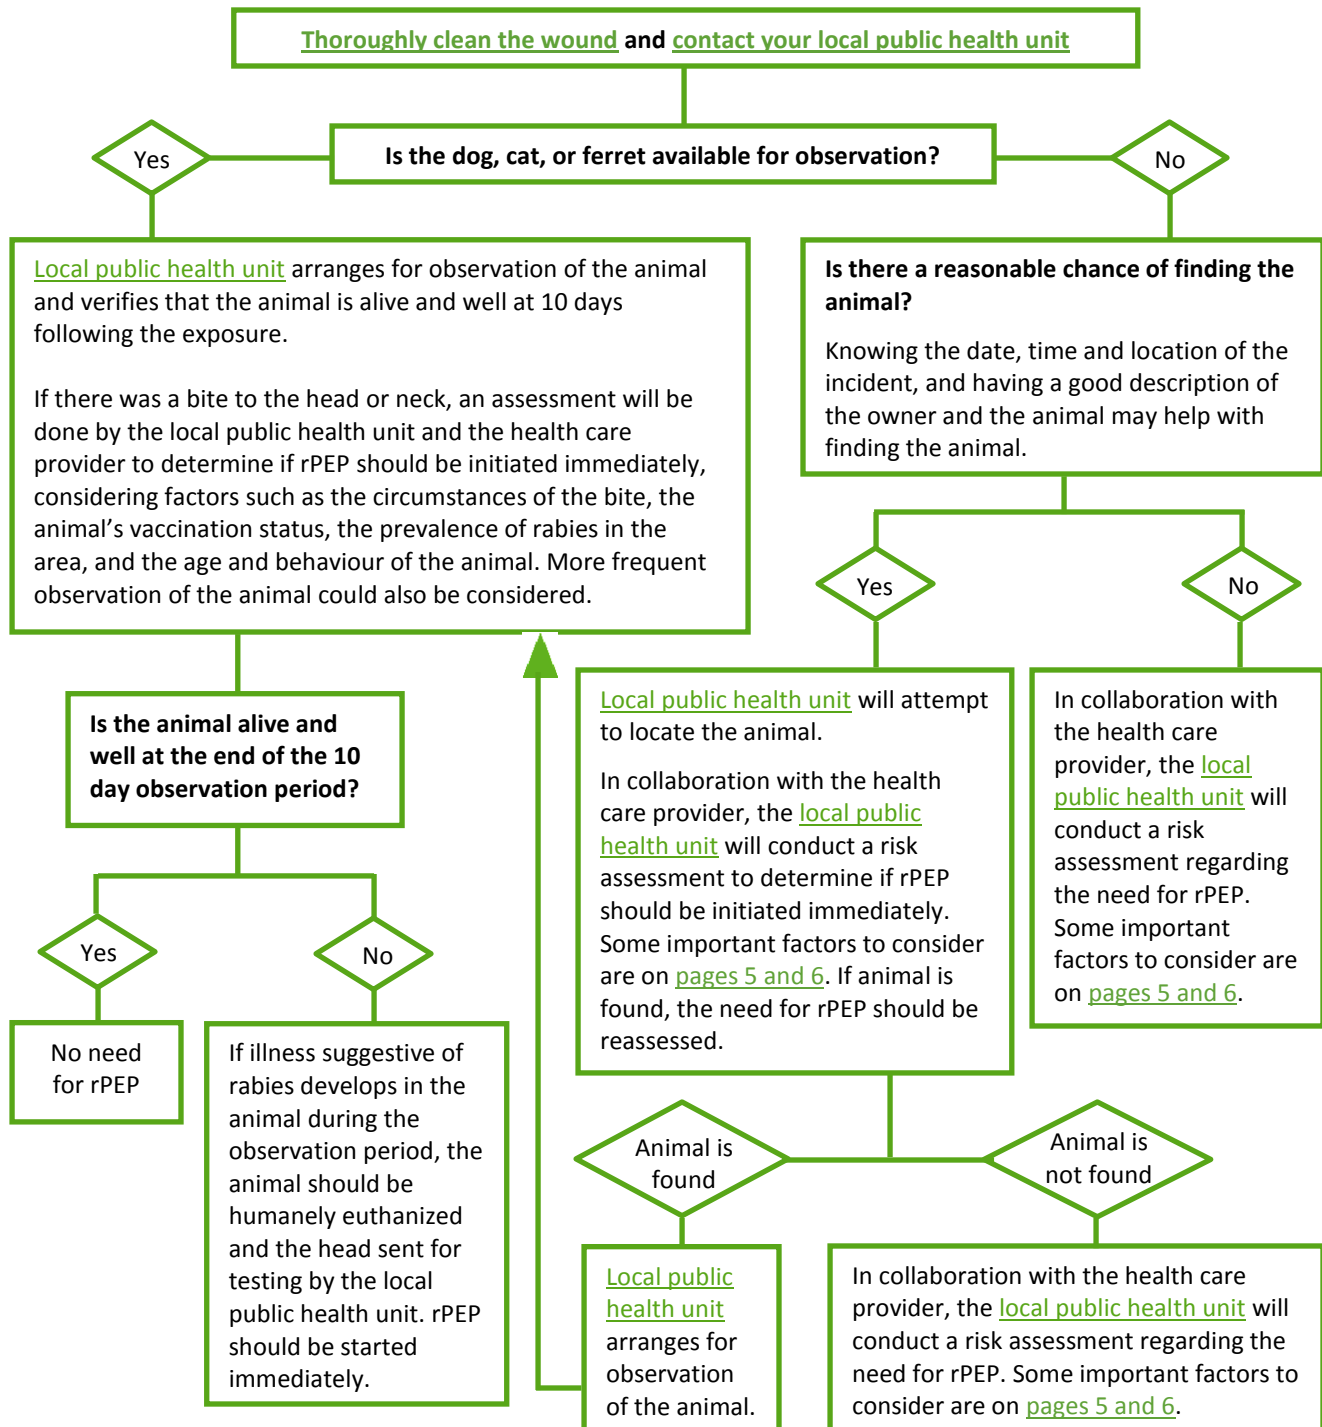 Thoroughly clean the wound and contact your local public health unit
Yes
Is the dog, cat, or ferret available for observation?
No
Local public health unit arranges for observation of the animal
and verifies that the animal is alive and well at 10 days
following the exposure.
If there was a bite to the head or neck, an assessment will be
done by the local public health unit and the health care
provider to determine if rPEP should be initiated immediately,
considering factors such as the circumstances of the bite, the
animal's vaccination status, the prevalence of rabies in the
area, and the age and behaviour of the animal. More frequent
observation of the animal could also be considered.
Is there a reasonable chance of finding the
animal?
Knowing the date, time and location of the
incident, and having a good description of
the owner and the animal may help with
finding the animal.
Yes
No
Is the animal alive and
well at the end of the 10
day observation period?
Local public health unit will attempt
to locate the animal.
In collaboration with the health
care provider, the local public
health unit will conduct a risk
assessment to determine if rPEP
should be initiated immediately.
Some important factors to consider
are on pages 5 and 6. If animal is
found, the need for rPEP should be
reassessed.
In collaboration with
the health care
provider, the local
public health unit will
conduct a risk
assessment regarding
the need for rPEP.
Some important
factors to consider are
on pages 5 and 6.
Yes
No
No need
for rPEP
If illness suggestive of
rabies develops in the
animal during the
observation period, the
animal should be
humanely euthanized
and the head sent for
testing by the local
public health unit. rPEP
should be started
immediately.
Animal is
found
Animal is
not found
Local public
health unit
arranges for
observation
of the animal.
In collaboration with the health care
provider, the local public health unit will
conduct a risk assessment regarding the
need for rPEP. Some important factors to
consider are on pages 5 and 6.